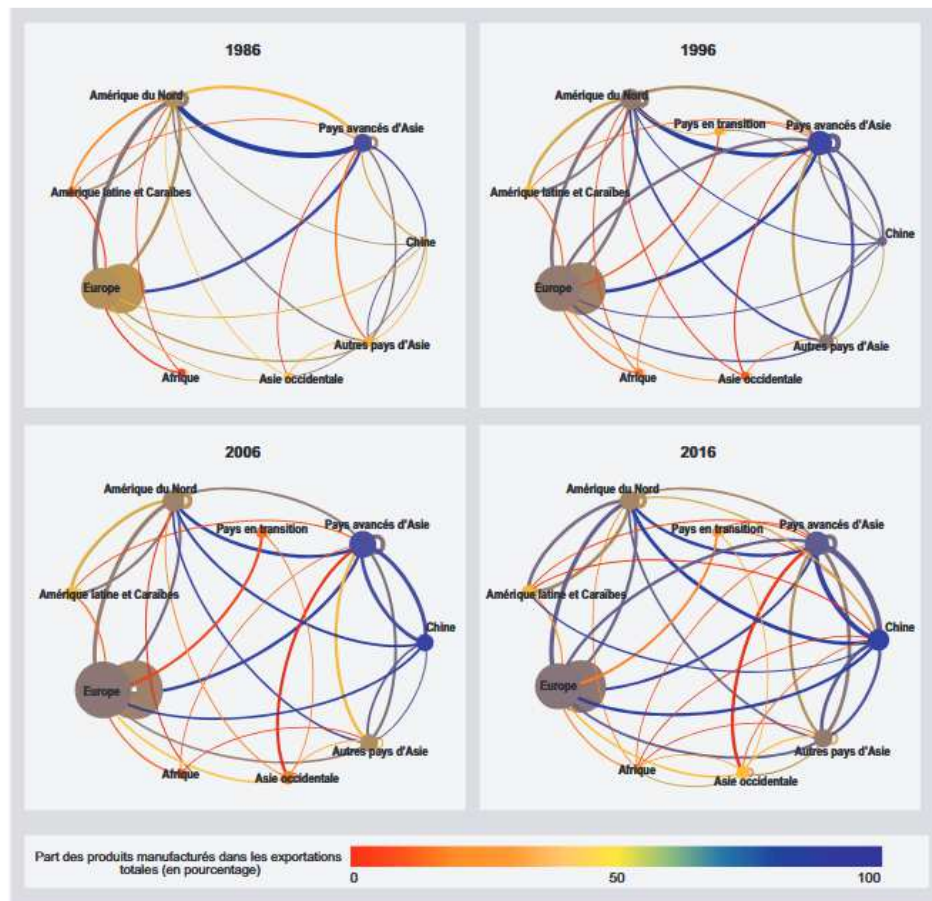 1986
Amérique du Nord
Pays avancés d'Asie
Amérique latine et Caraïbes
Chine
Europe
Autres pays d'Asie
Afrique
Asie occidentale
1996
Amérique du Nord
Pays en transition
Pays avancés d'Asie
Amérique latine et Caraïbes
Chine
Europe
Autres pays d'Asie
Afrique
Asie occidentale
2006
Amérique du Nord
Pays en transition
Pays avancés d'Asie
Amérique latine et Caraïbes
Chine
Europe
Autres pays d'Asie
Afrique
Asie occidentale
2016
Amérique du Nord
Pays en transition
Pays avancés d'Asie
Amérique latine et Caraïbes
Chine
Europe
Autres pays d'Asie
Afrique
Asie occidentale
Part des produits manufacturés dans les exportations
totales (en pourcentage)
0 50 100